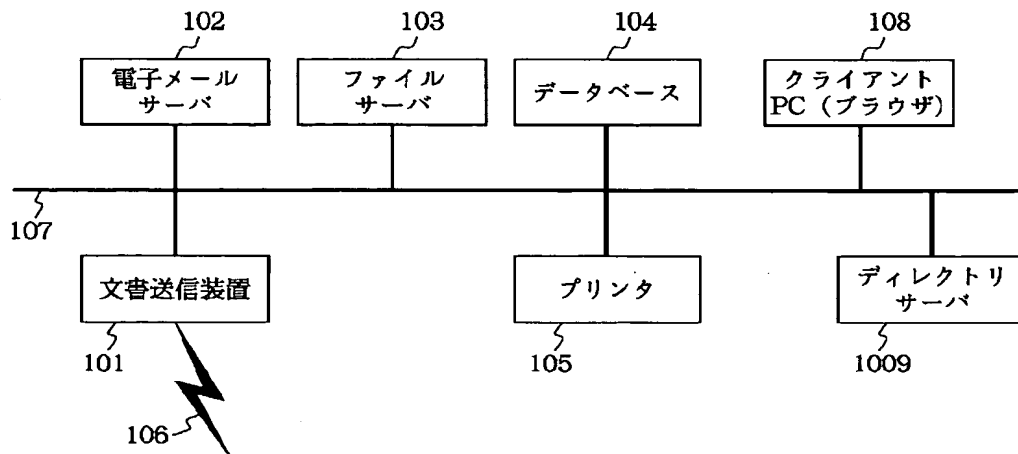 102
103
104
108
電子メール
サーバ
ファイル
サーバ
データベース
クライアント
PC(ブラウザ)
107
文書送信装置
プリンタ
ディレクトリ
サーバ
101
105
1009
106